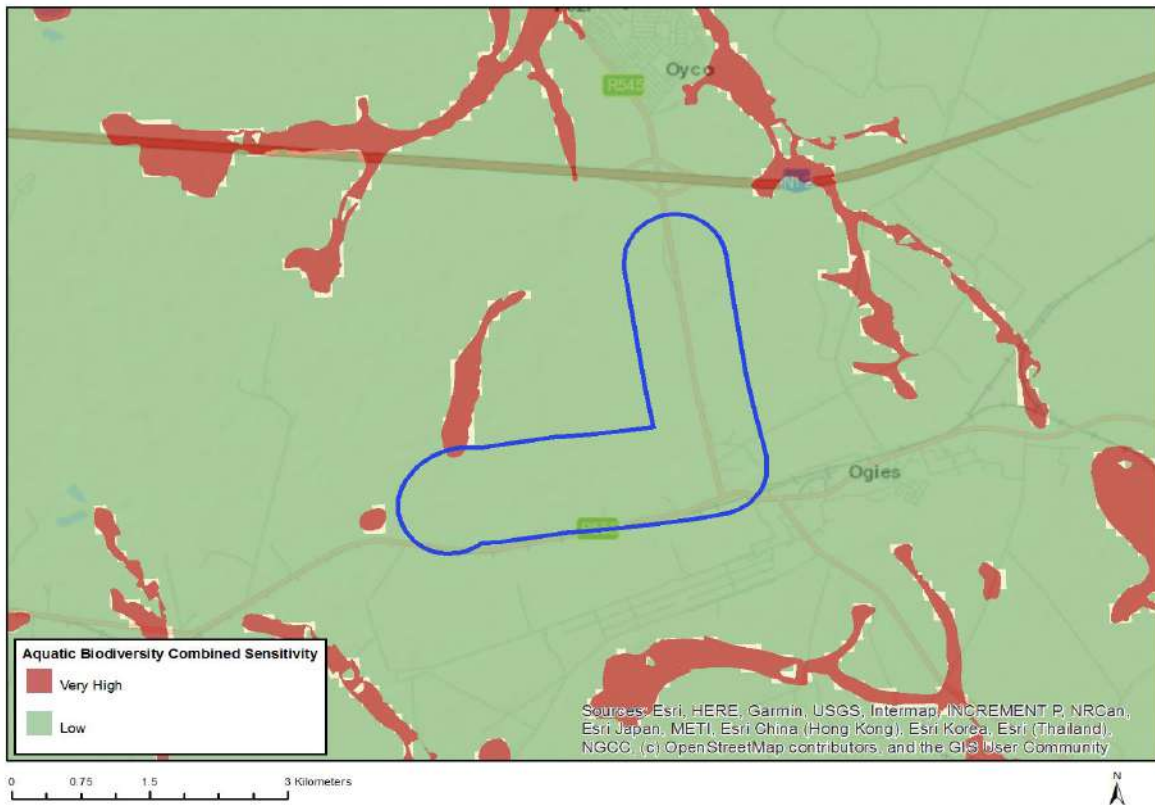 Oyco
R545
Ogies
Aquatic Biodiversity Combined Sensitivity
Very High
Low
Sources: Esri, HERE, Garmin, USGS, Intermap, INCREMENT P, NRCan,
Esri Japan, METI, Esri China (Hong Kong), Esri Korea, Esri (Thailand),
NGCC, (c) OpenStreetMap contributors, and the GIS User Community
0 0.75 1.5 3 Kilometers
N